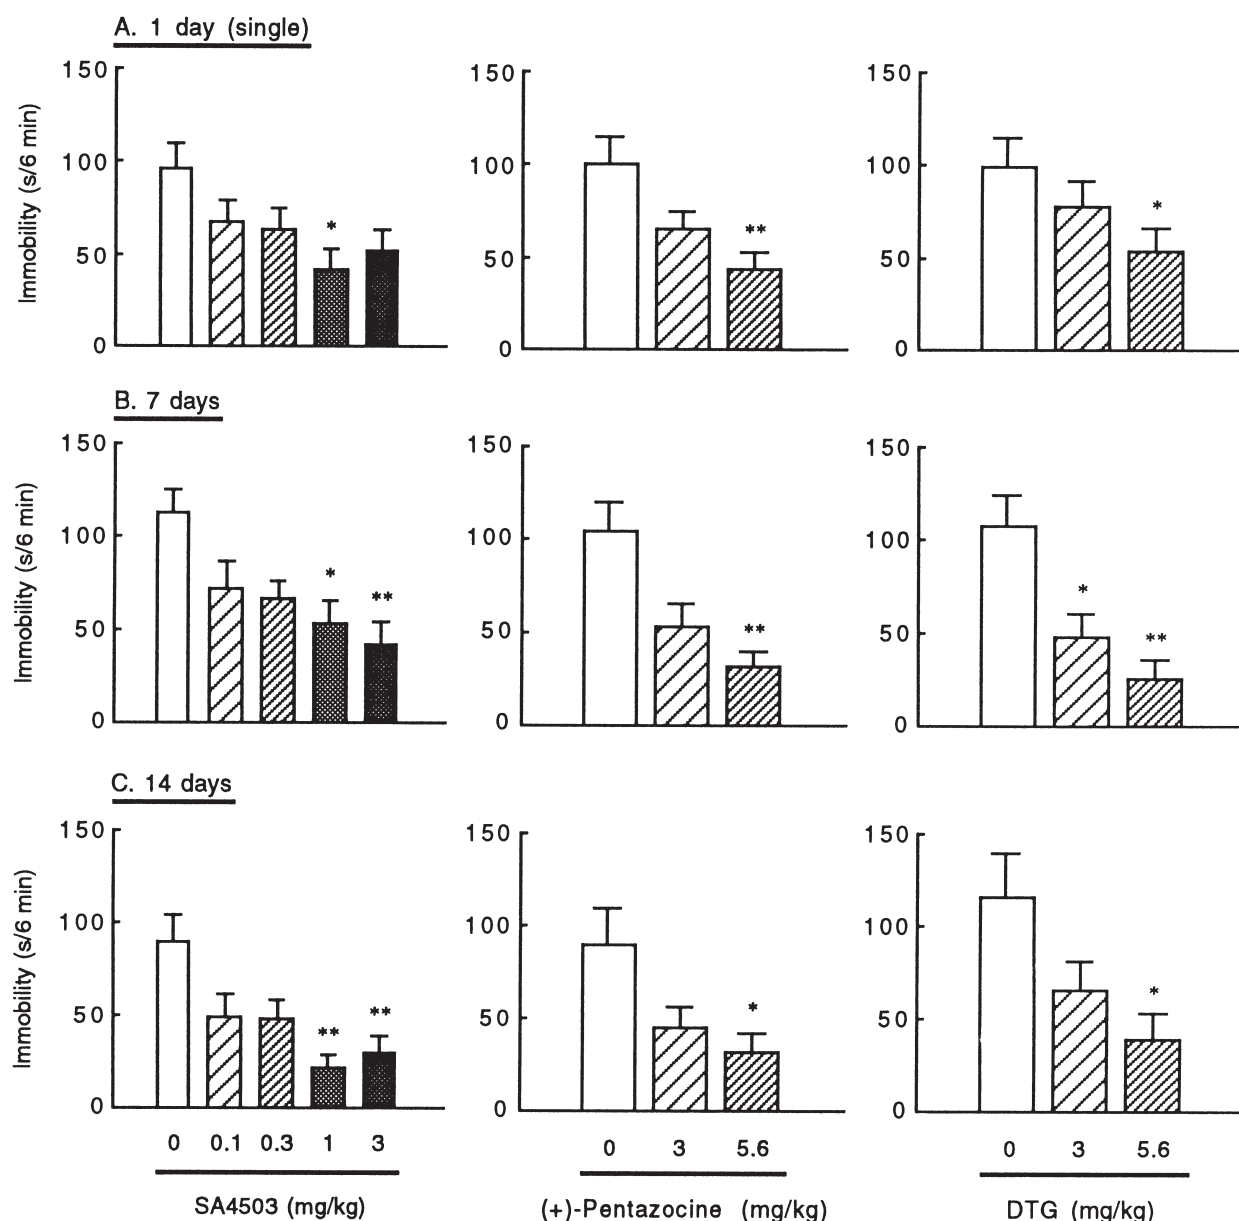 A. 1 day (single)
150 150 150
100 100 100
50 50 50
0 0 0
Immobility (s/6 min)
* ** *
B. 7 days
150 150 150
100 100 100
50 50 50
0 0 0
Immobility (s/6 min)
* ** ** * **
C. 14 days
150 150 150
100 100 100
50 50 50
0 0 0
Immobility (s/6 min)
** ** * *
0 0.1 0.3 1 3 0 3 5.6 0 3 5.6
SA4503 (mg/kg) (+)-Pentazocine (mg/kg) DTG (mg/kg)